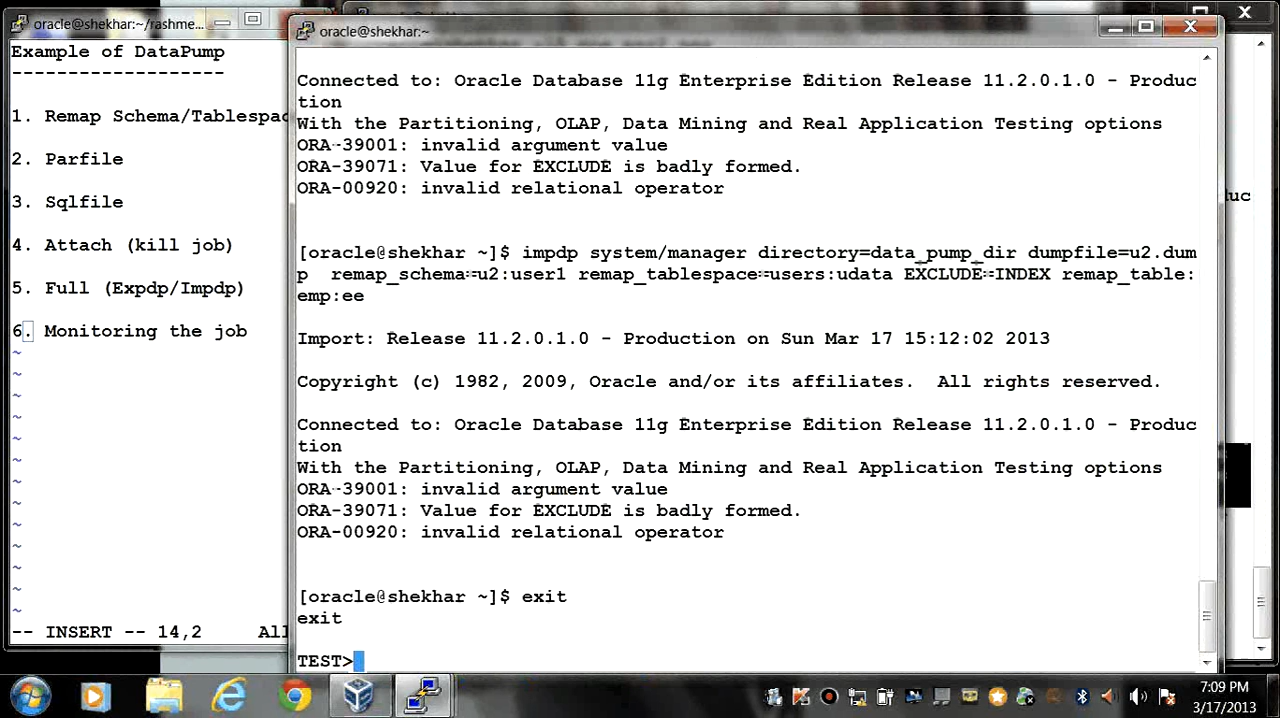 oracle@shekhar:~/rashme...
Example of DataPump
-------------------
1. Remap Schema/Tablespac
2. Parfile
3. Sqlfile
4. Attach (kill job)
5. Full (Expdp/Impdp)
6. Monitoring the job
~
~
~
~
~
~
~
~
~
~
~
~
~
-- INSERT -- 14,2 All
oracle@shekhar:~
Connected to: Oracle Database 11g Enterprise Edition Release 11.2.0.1.0 - Produc
tion
With the Partitioning, OLAP, Data Mining and Real Application Testing options
ORA-39001: invalid argument value
ORA-39071: Value for EXCLUDE is badly formed.
ORA-00920: invalid relational operator
[oracle@shekhar ~]$ impdp system/manager directory=data_pump_dir dumpfile=u2.dum
p  remap_schema=u2:user1 remap_tablespace=users:udata EXCLUDE=INDEX remap_table:
emp:ee
Import: Release 11.2.0.1.0 - Production on Sun Mar 17 15:12:02 2013
Copyright (c) 1982, 2009, Oracle and/or its affiliates.  All rights reserved.
Connected to: Oracle Database 11g Enterprise Edition Release 11.2.0.1.0 - Produc
tion
With the Partitioning, OLAP, Data Mining and Real Application Testing options
ORA-39001: invalid argument value
ORA-39071: Value for EXCLUDE is badly formed.
ORA-00920: invalid relational operator
[oracle@shekhar ~]$ exit
exit
TEST>
duc
7:09 PM
3/17/2013